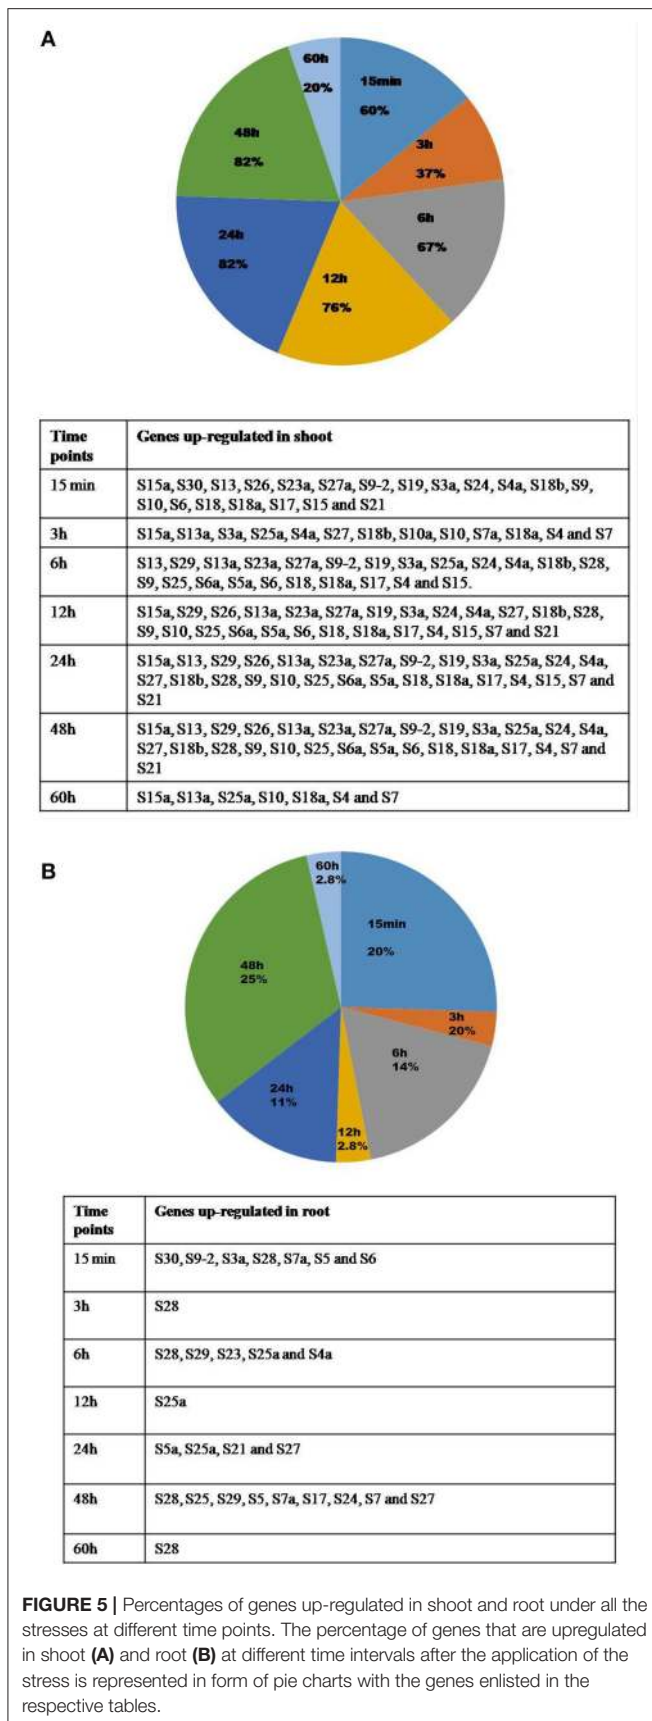 A
60h
20%
15min
60%
48h
82%
3h
37%
6h
67%
24h
82%
12h
76%
Time points
Genes up-regulated in shoot
15 min
S15a, S30, S13, S26, S23a, S27a, S9-2, S19, S3a, S24, S4a, S18b, S9,
S10, S6, S18, S18a, S17, S15 and S21
3h
S15a, S13a, S3a, S25a, S4a, S27, S18b, S10a, S10, S7a, S18a, S4 and S7
6h
S13, S29, S13a, S23a, S27a, S9-2, S19, S3a, S25a, S24, S4a, S18b, S28,
S9, S25, S6a, S5a, S6, S18, S18a, S17, S4 and S15.
12h
S15a, S29, S26, S13a, S23a, S27a, S19, S3a, S24, S4a, S27, S18b, S28,
S9, S10, S25, S6a, S5a, S6, S18, S18a, S17, S4, S15, S7 and S21
24h
S15a, S13, S29, S26, S13a, S23a, S27a, S9-2, S19, S3a, S25a, S24, S4a,
S27, S18b, S28, S9, S10, S25, S6a, S5a, S18, S18a, S17, S4, S15, S7 and
S21
48h
S15a, S13, S29, S26, S13a, S23a, S27a, S9-2, S19, S3a, S25a, S24, S4a,
S27, S18b, S28, S9, S10, S25, S6a, S5a, S6, S18, S18a, S17, S4, S7 and
S21
60h
S15a, S13a, S25a, S10, S18a, S4 and S7
B
60h
2.8%
15min
20%
48h
25%
3h
20%
6h
14%
24h
11%
12h
2.8%
Time points
Genes up-regulated in root
15 min
S30, S9-2, S3a, S28, S7a, S5 and S6
3h
S28
6h
S28, S29, S23, S25a and S4a
12h
S25a
24h
S5a, S25a, S21 and S27
48h
S28, S25, S29, S5, S7a, S17, S24, S7 and S27
60h
S28
FIGURE 5 | Percentages of genes up-regulated in shoot and root under all the
stresses at different time points. The percentage of genes that are upregulated
in shoot (A) and root (B) at different time intervals after the application of the
stress is represented in form of pie charts with the genes enlisted in the
respective tables.